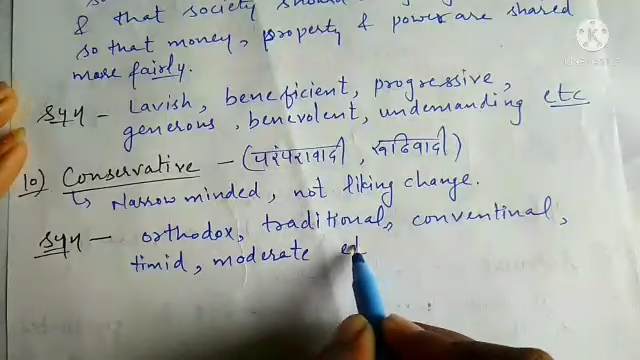 & that society should
so that money, property & power are shared
more fairly.
Syn - Lavish, beneficient, progressive,
generous, benevolent, undemanding etc
10) Conservative - (परंपरावादी, रूढिवादी)
↳ Narrow minded, not liking change.
Syn - orthodox, traditional, conventinal,
timid, moderate et